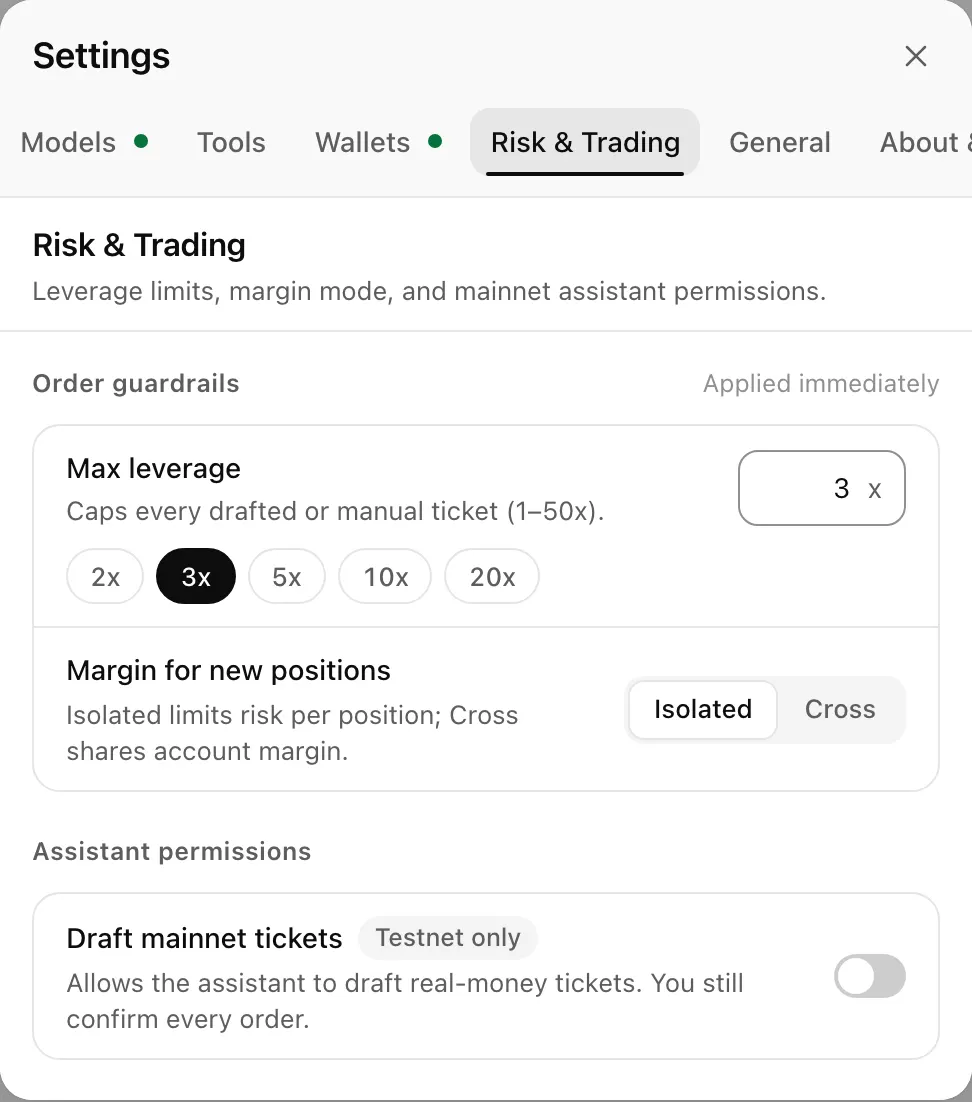 Settings
Models
Tools
Wallets
Risk & Trading
General
About &
Risk & Trading
Leverage limits, margin mode, and mainnet assistant permissions.
Order guardrails
Applied immediately
Max leverage
3 x
Caps every drafted or manual ticket (1–50x).
2x
3x
5x
10x
20x
Margin for new positions
Isolated limits risk per position; Cross
shares account margin.
Isolated
Cross
Assistant permissions
Draft mainnet tickets
Testnet only
Allows the assistant to draft real-money tickets. You still
confirm every order.